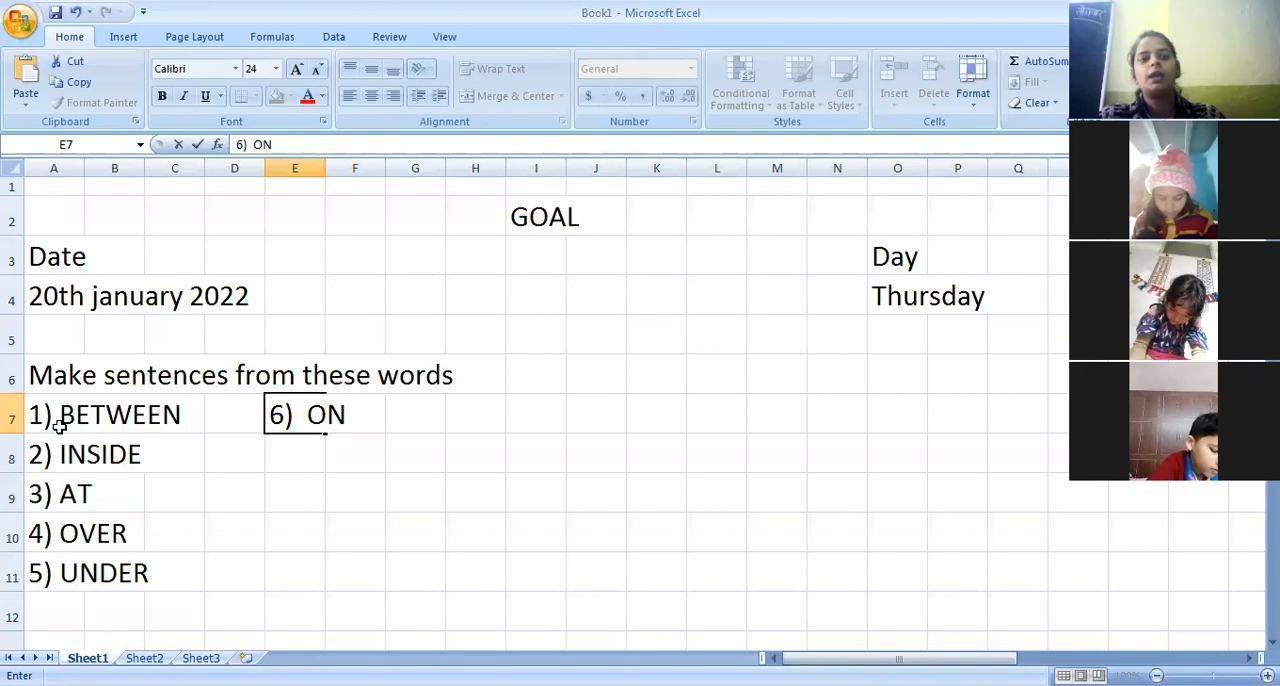 Book1 - Microsoft Excel
Home Insert Page Layout Formulas Data Review View
Paste Cut Copy Format Painter Clipboard
Calibri 24 A A B I U A Font
Wrap Text Merge & Center Alignment
General $ % , Number
Conditional Formatting Format as Table Cell Styles Styles
Insert Delete Format Cells
Σ AutoSum Fill Clear
E7 fx 6) ON
A B C D E F G H I J K L M N O P Q
1
2 GOAL
3 Date Day
4 20th january 2022 Thursday
5
6 Make sentences from these words
7 1) BETWEEN 6) ON
8 2) INSIDE
9 3) AT
10 4) OVER
11 5) UNDER
12
Sheet1 Sheet2 Sheet3
Enter 100%